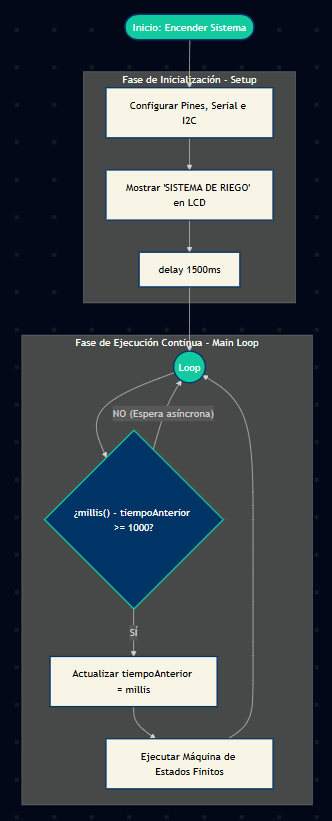 Inicio: Encender Sistema
Fase de Inicialización - Setup
Configurar Pines, Serial e
I2C
Mostrar 'SISTEMA DE RIEGO'
en LCD
delay 1500ms
Fase de Ejecución Continua - Main Loop
Loop
NO (Espera asíncrona)
¿millis() - tiempoAnterior
>= 1000?
SÍ
Actualizar tiempoAnterior
= millis
Ejecutar Máquina de
Estados Finitos